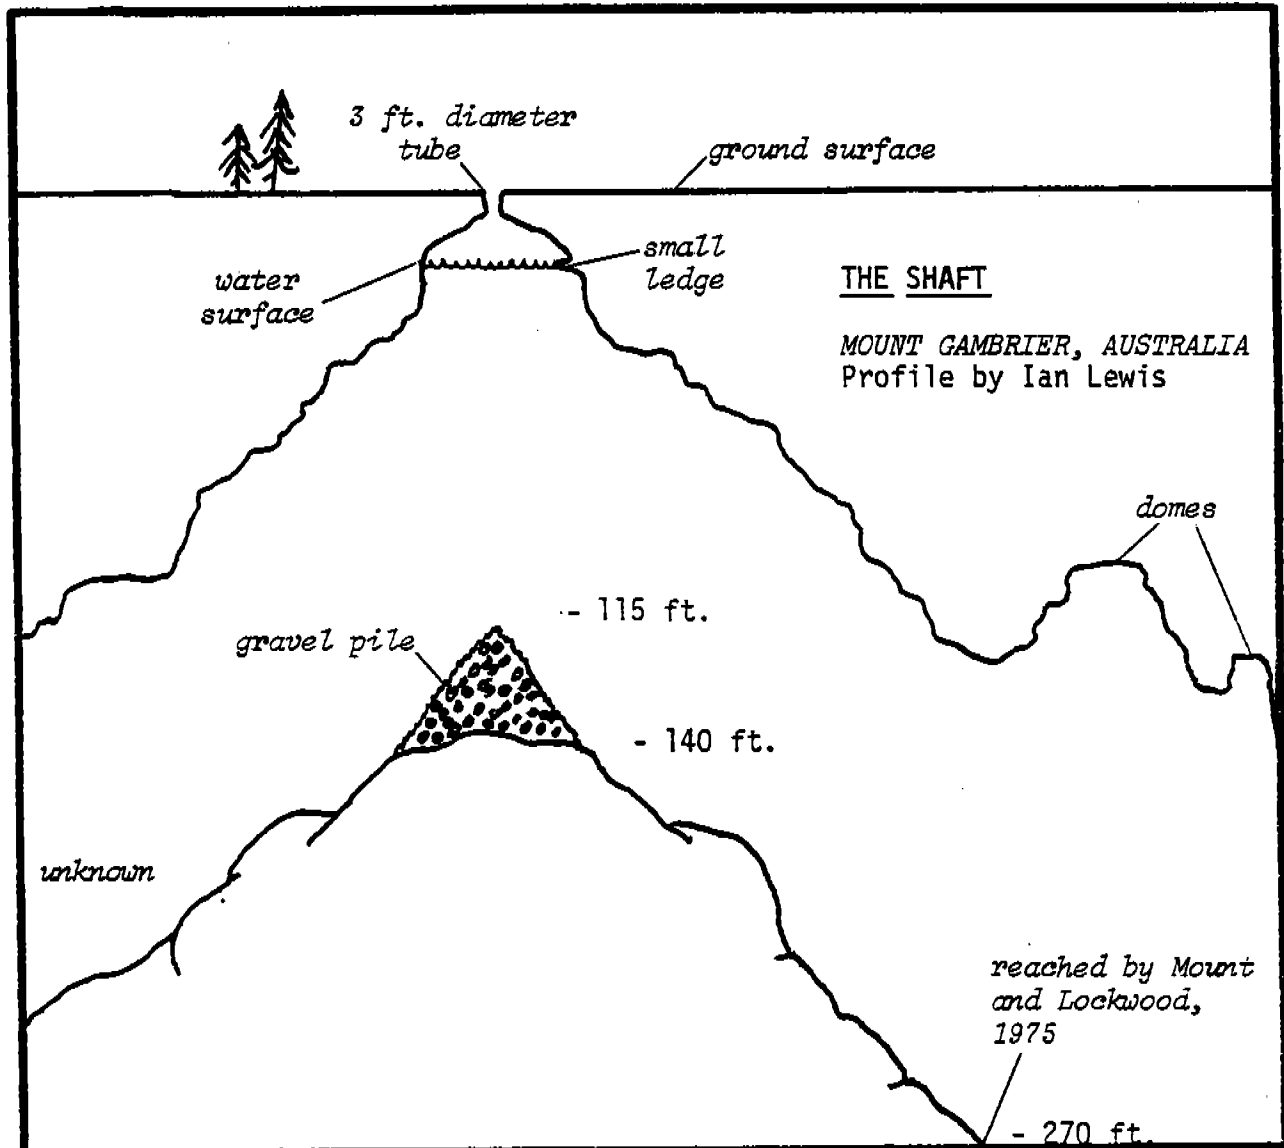 3 ft. diameter
tube
ground surface
water
surface
small
ledge
THE SHAFT
MOUNT GAMBRIER, AUSTRALIA
Profile by Ian Lewis
domes
- 115 ft.
gravel pile
- 140 ft.
unknown
reached by Mount
and Lockwood,
1975
- 270 ft.